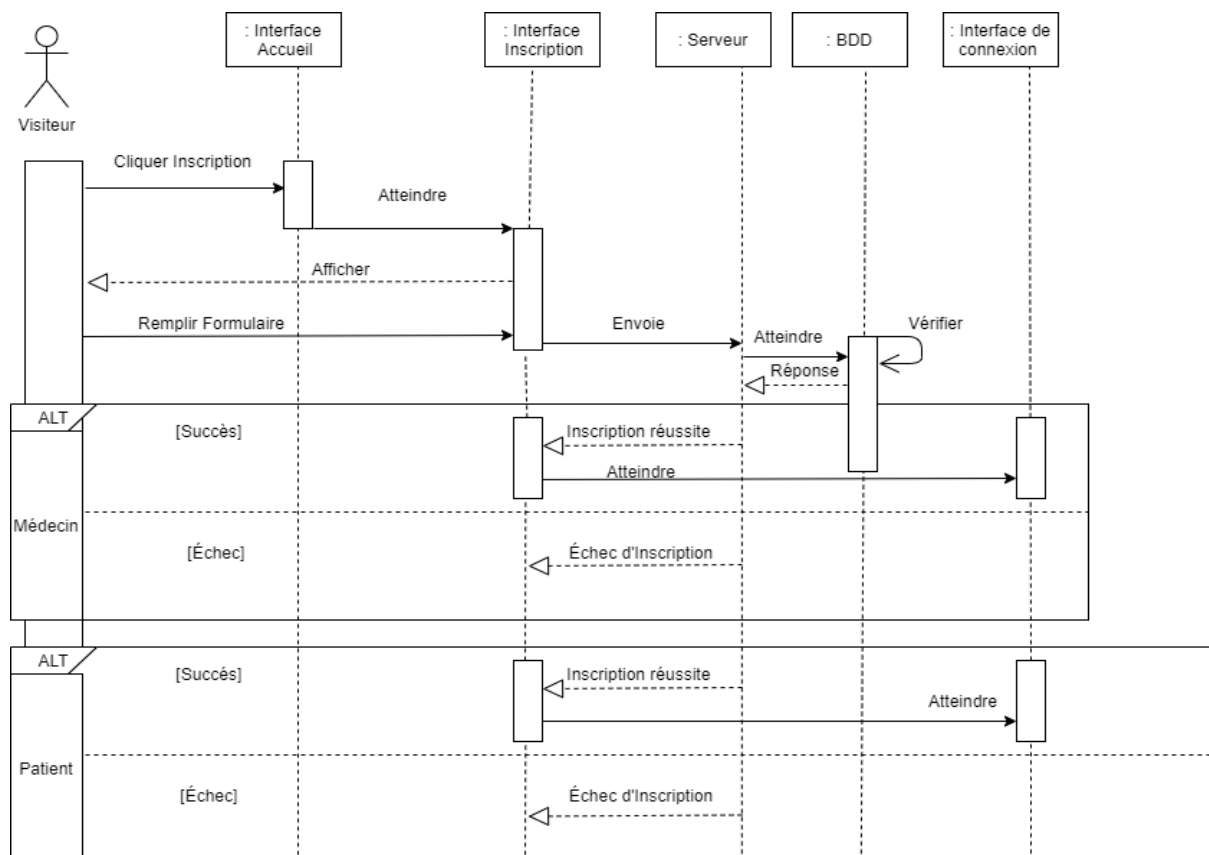 : Interface
Accueil
: Interface
Inscription
: Serveur
: BDD
: Interface de
connexion
Visiteur
Cliquer Inscription
Atteindre
Afficher
Remplir Formulaire
Envoie
Atteindre
Vérifier
Réponse
ALT
[Succès]
Inscription réussite
Atteindre
Médecin
[Échec]
Échec d'Inscription
ALT
[Succés]
Inscription réussite
Atteindre
Patient
[Échec]
Échec d'Inscription